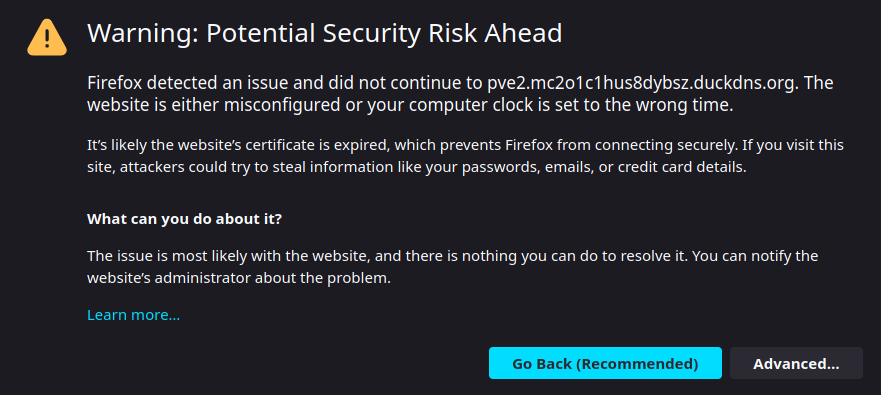 Warning: Potential Security Risk Ahead
Firefox detected an issue and did not continue to pve2.mc2o1c1hus8dybsz.duckdns.org. The
website is either misconfigured or your computer clock is set to the wrong time.
It’s likely the website’s certificate is expired, which prevents Firefox from connecting securely. If you visit this
site, attackers could try to steal information like your passwords, emails, or credit card details.
What can you do about it?
The issue is most likely with the website, and there is nothing you can do to resolve it. You can notify the
website’s administrator about the problem.
Learn more…
Go Back (Recommended)
Advanced…